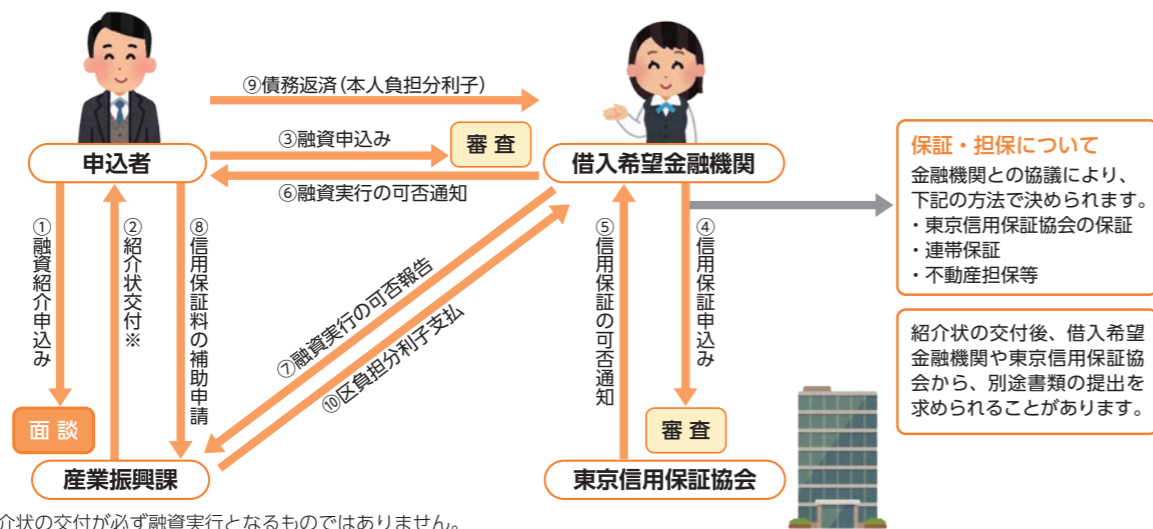 ⑨債務返済(本人負担分利子)
③融資申込み
審査
申込者
借入希望金融機関
⑥融資実行の可否通知
①融資紹介申込み
②紹介状交付※
⑧信用保証料の補助申請
⑦融資実行の可否報告
⑩区負担分利子支払
⑤信用保証の可否通知
④信用保証申込み
面談
審査
産業振興課
東京信用保証協会
保証・担保について
金融機関との協議により、
下記の方法で決められます。
・東京信用保証協会の保証
・連帯保証
・不動産担保等
紹介状の交付後、借入希望
金融機関や東京信用保証協
会から、別途書類の提出を
求められることがあります。
介状の交付が必ず融資実行となるものではありません。